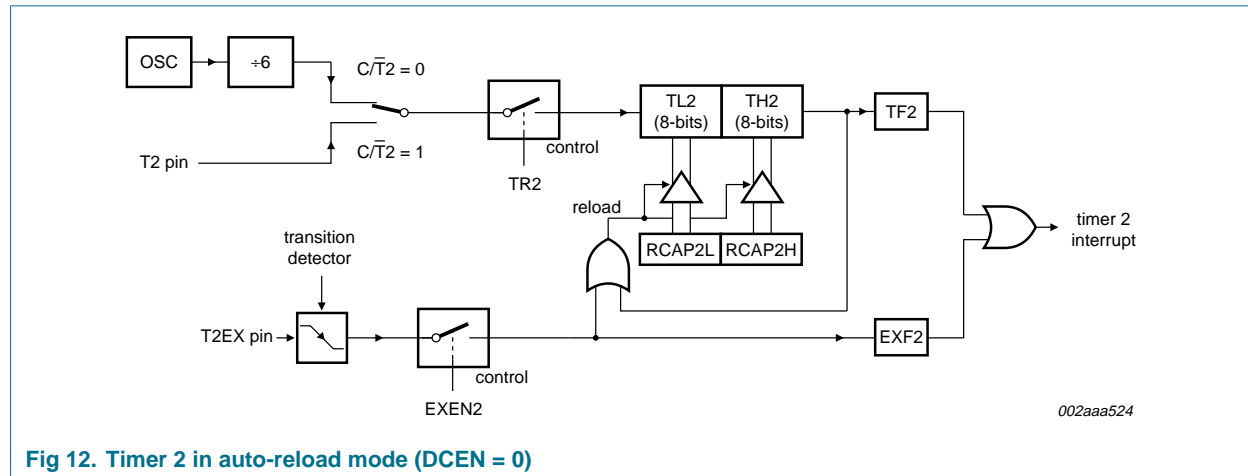 OSC
÷6
C/T̅2 = 0
C/T̅2 = 1
T2 pin
control
TR2
TL2
(8-bits)
TH2
(8-bits)
TF2
reload
RCAP2L
RCAP2H
timer 2
interrupt
transition
detector
T2EX pin
control
EXEN2
EXF2
002aaa524
Fig 12. Timer 2 in auto-reload mode (DCEN = 0)